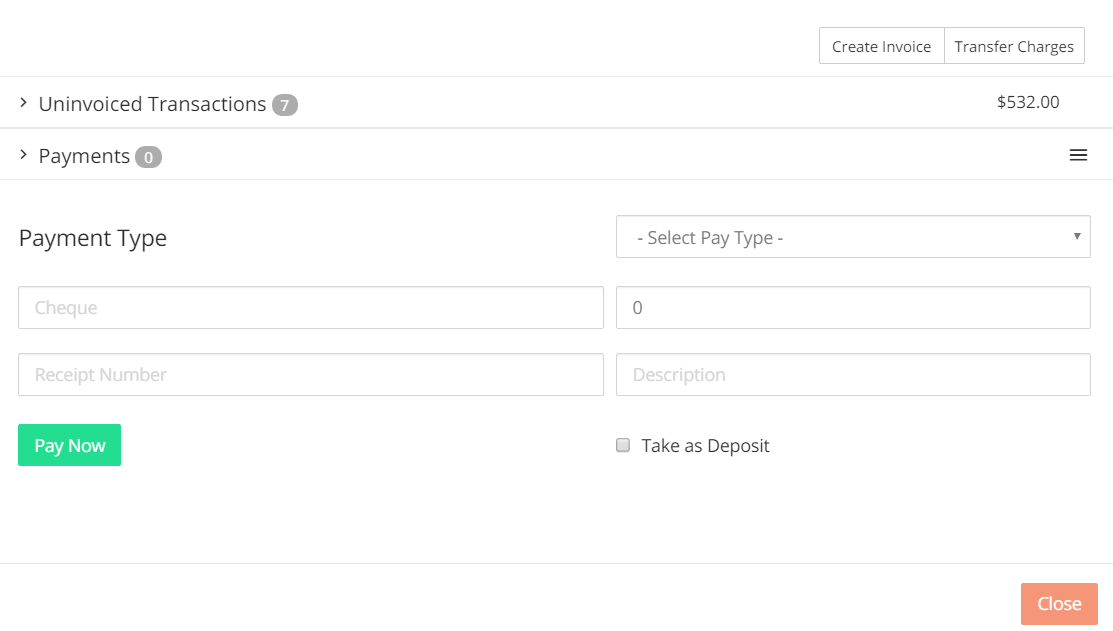 Create Invoice Transfer Charges
Uninvoiced Transactions 7 $532.00
Payments 0
Payment Type - Select Pay Type -
Cheque 0
Receipt Number Description
Pay Now Take as Deposit
Close